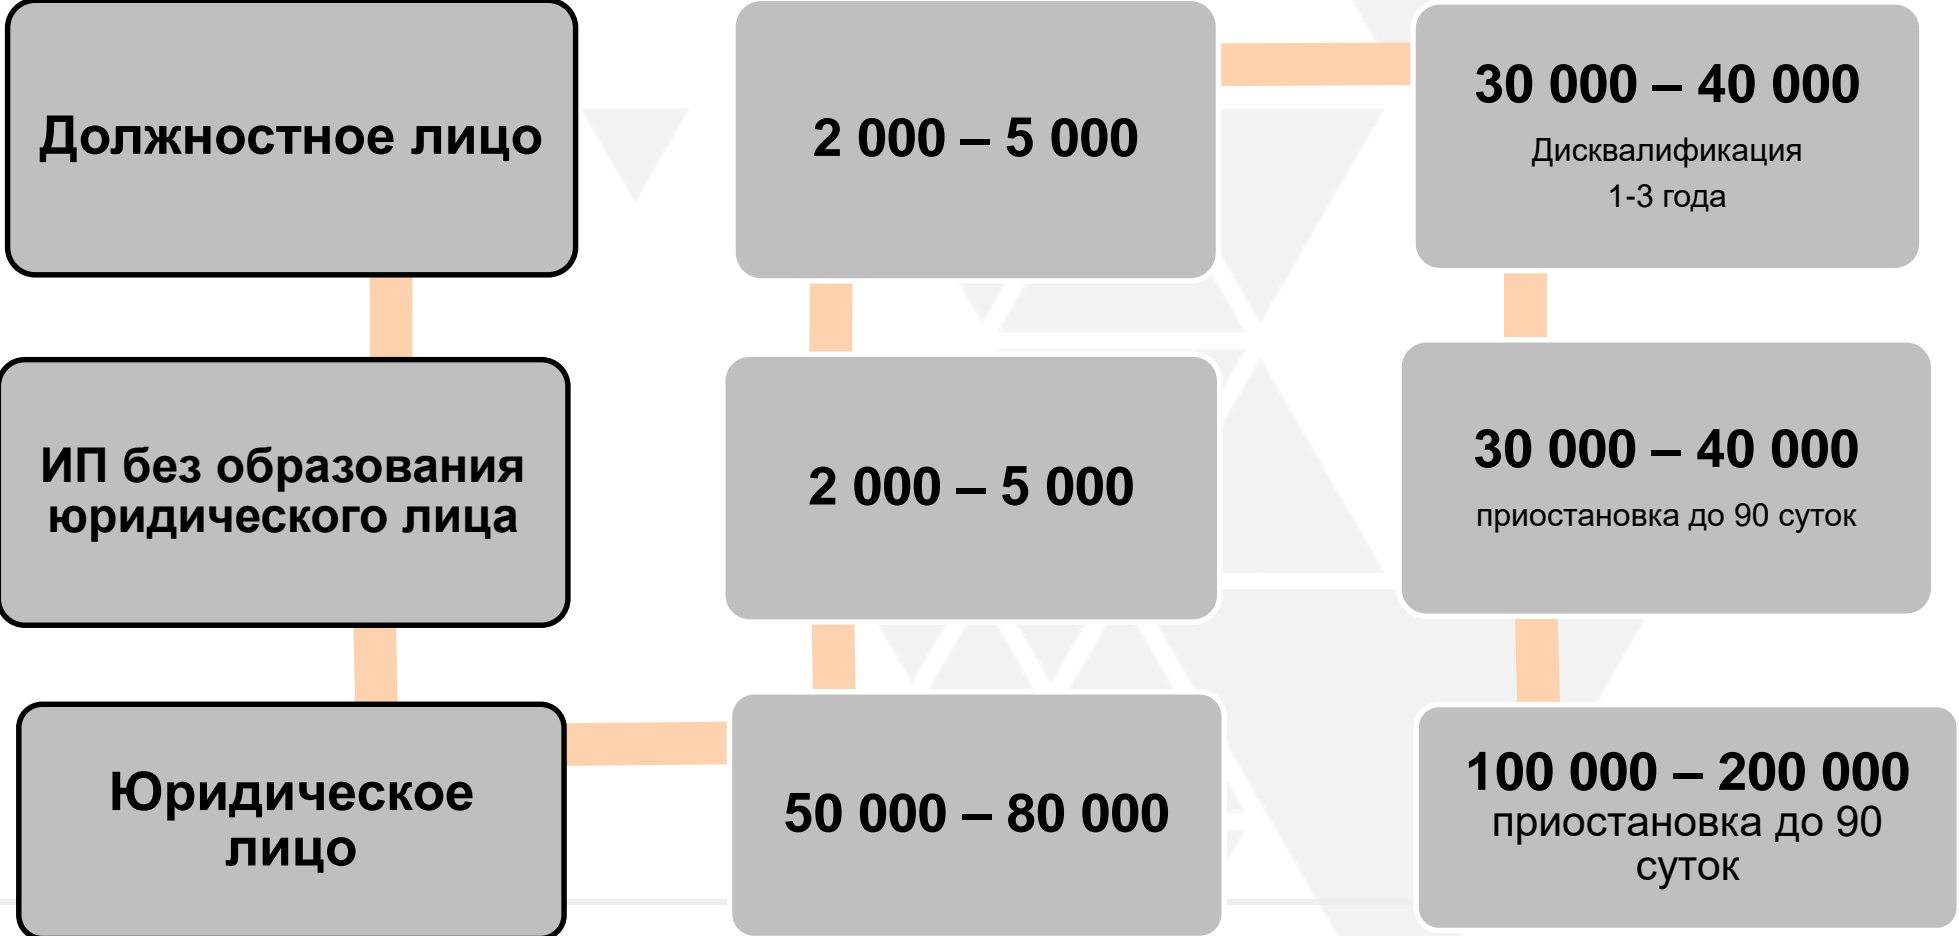 Должностное лицо
2 000 – 5 000
30 000 – 40 000
Дисквалификация
1-3 года
ИП без образования
юридического лица
2 000 – 5 000
30 000 – 40 000
приостановка до 90 суток
Юридическое
лицо
50 000 – 80 000
100 000 – 200 000
приостановка до 90
суток